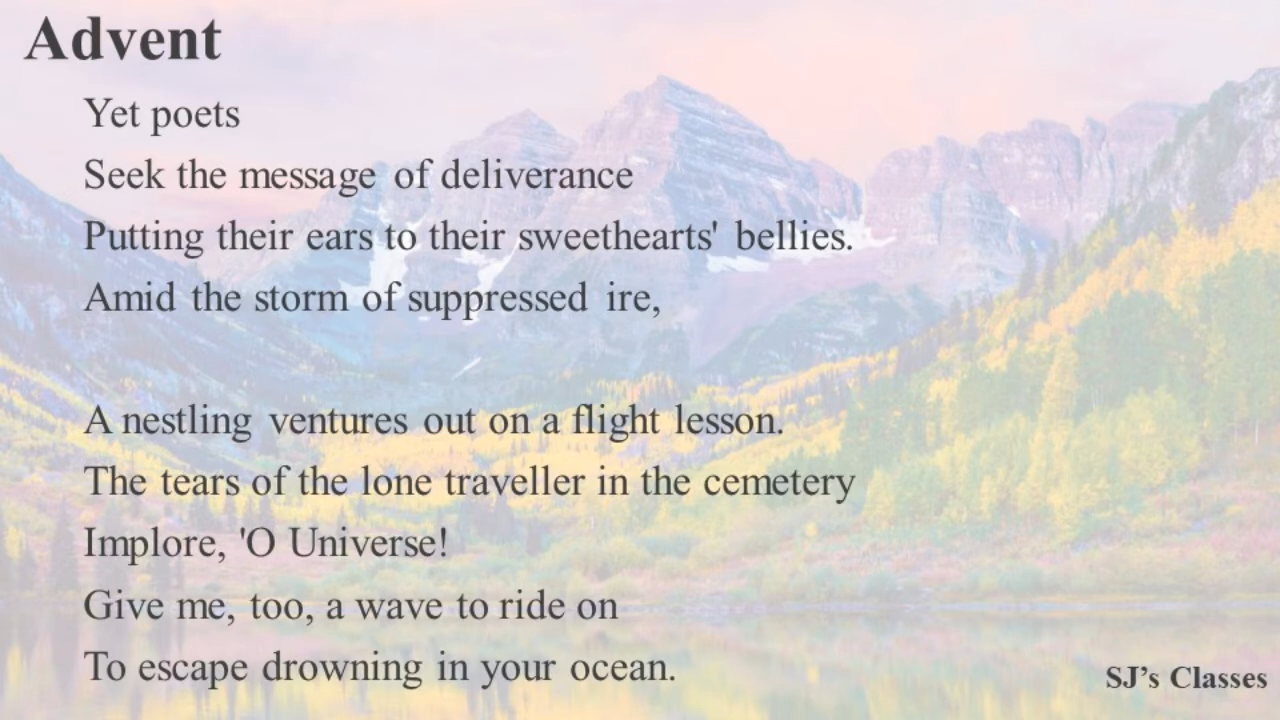 Advent
Yet poets
Seek the message of deliverance
Putting their ears to their sweethearts' bellies.
Amid the storm of suppressed ire,
A nestling ventures out on a flight lesson.
The tears of the lone traveller in the cemetery
Implore, 'O Universe!
Give me, too, a wave to ride on
To escape drowning in your ocean.
SJ’s Classes